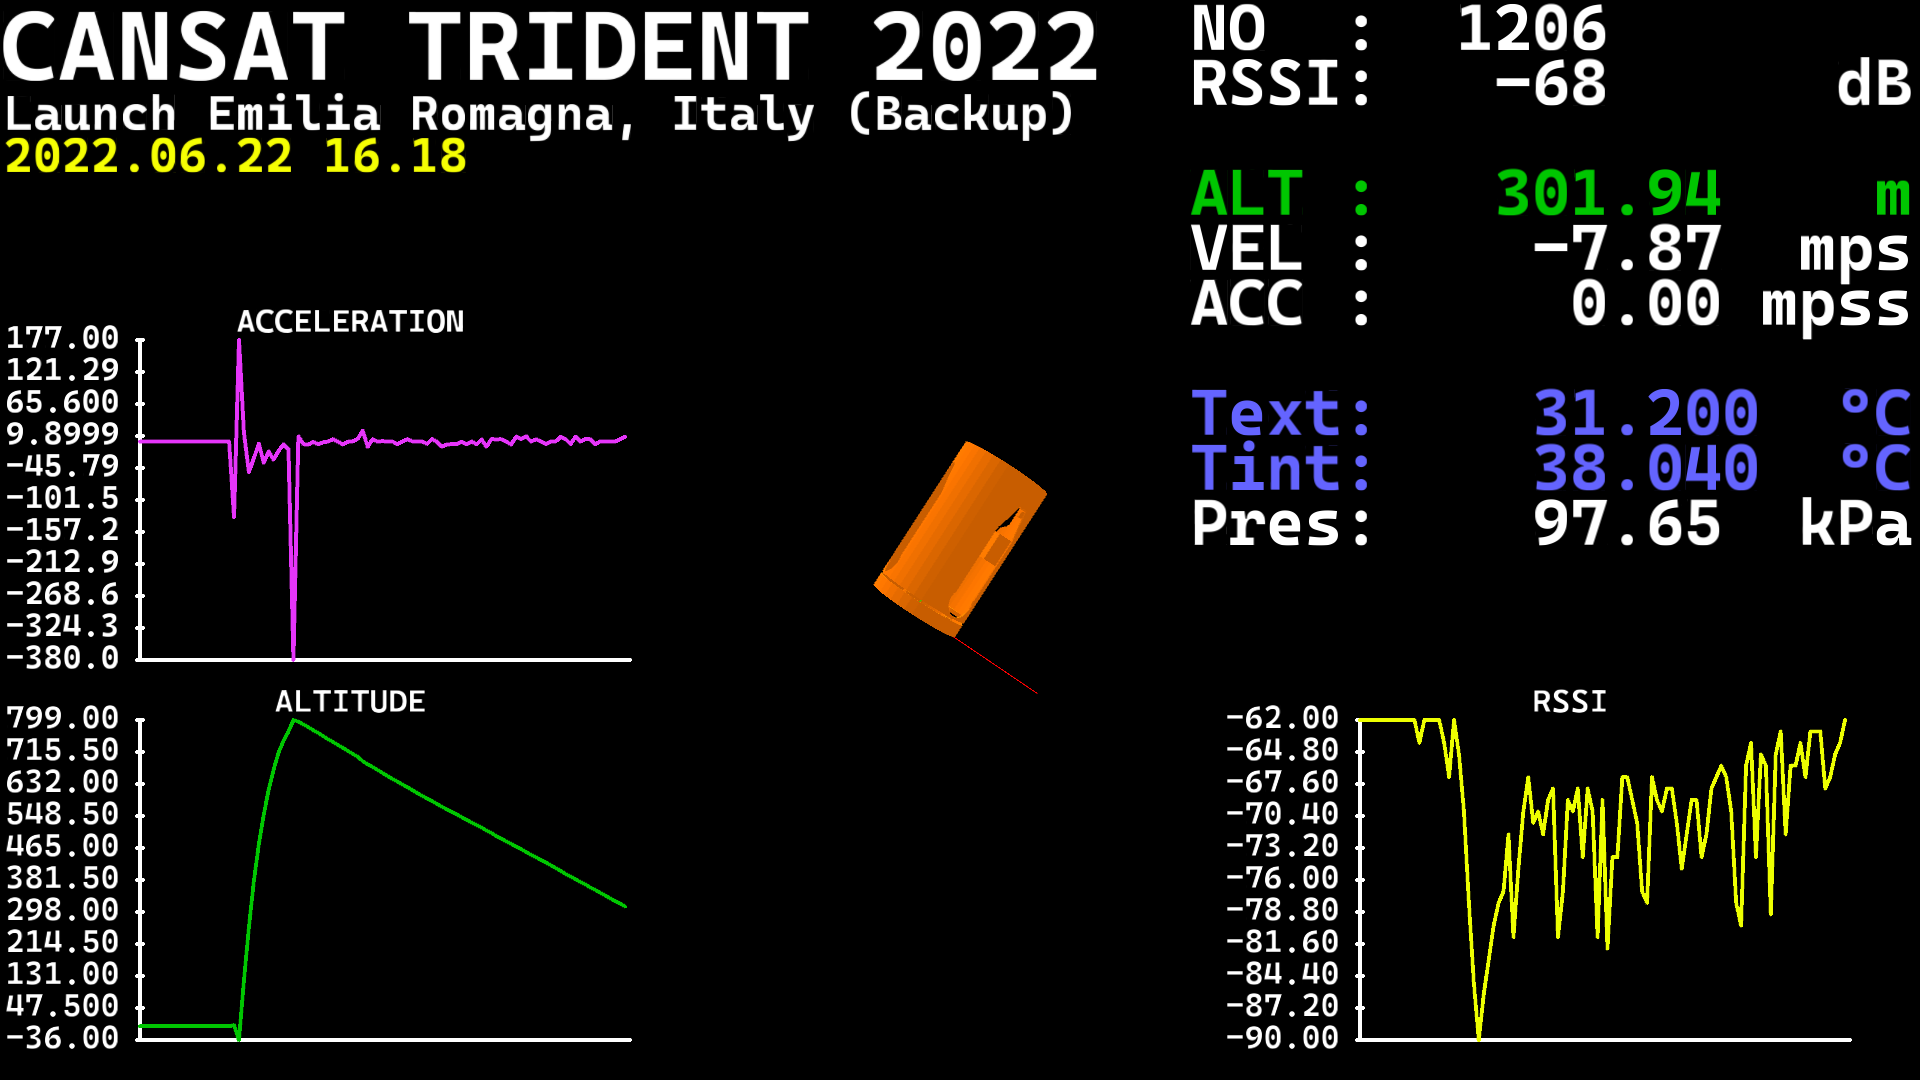 CANSAT TRIDENT 2022
Launch Emilia Romagna, Italy (Backup)
2022.06.22 16.18
NO : 1206
RSSI: -68 dB
ALT : 301.94 m
VEL : -7.87 mps
ACC : 0.00 mpss
Text: 31.200 °C
Tint: 38.040 °C
Pres: 97.65 kPa
ACCELERATION
177.00
121.29
65.600
9.8999
-45.79
-101.5
-157.2
-212.9
-268.6
-324.3
-380.0
ALTITUDE
799.00
715.50
632.00
548.50
465.00
381.50
298.00
214.50
131.00
47.500
-36.00
RSSI
-62.00
-64.80
-67.60
-70.40
-73.20
-76.00
-78.80
-81.60
-84.40
-87.20
-90.00